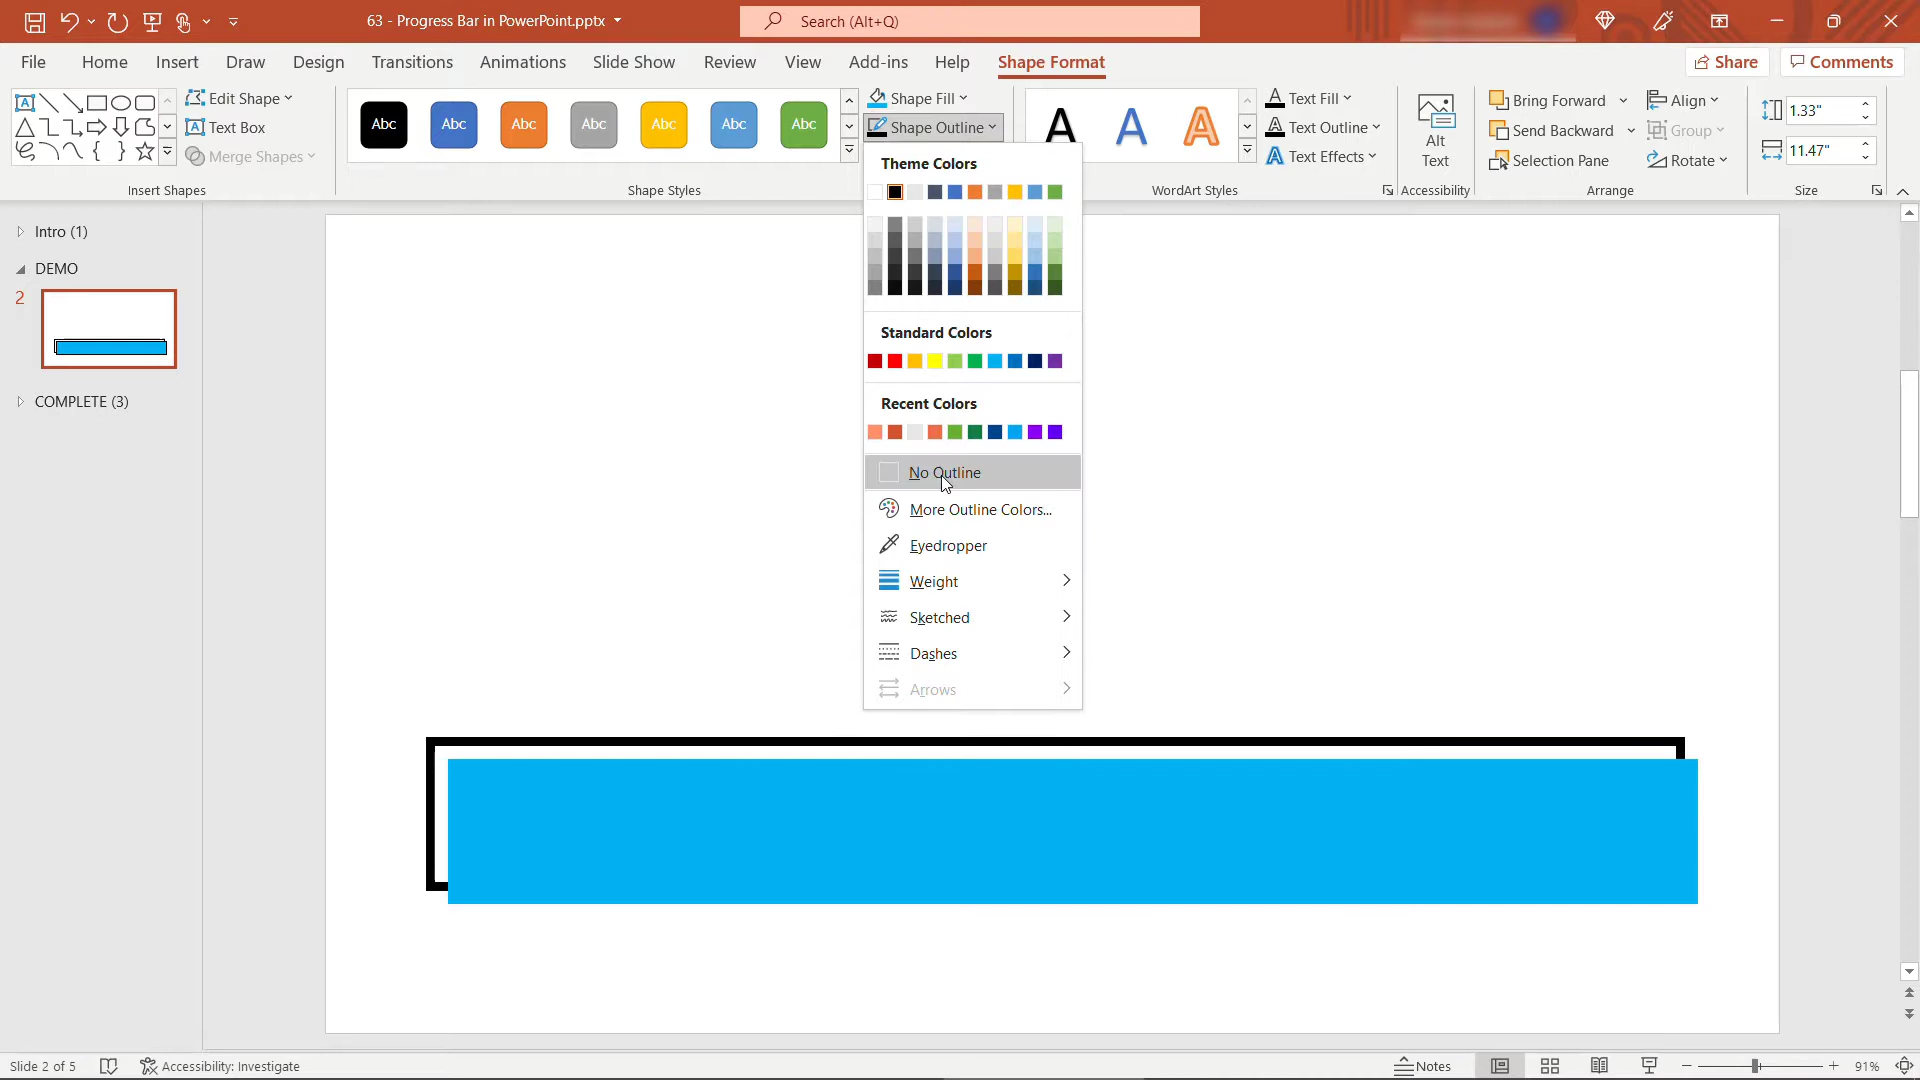 63 - Progress Bar in PowerPoint.pptx
Search (Alt+Q)
File Home Insert Draw Design Transitions Animations Slide Show Review View Add-ins Help Shape Format Share Comments
Edit Shape
Text Box
Merge Shapes
Insert Shapes
Abc Abc Abc Abc Abc Abc Abc
Shape Styles
Shape Fill
Shape Outline
A A A
WordArt Styles
Text Fill
Text Outline
Text Effects
Alt
Text
Accessibility
Bring Forward
Send Backward
Selection Pane
Align
Group
Rotate
Arrange
1.33"
11.47"
Size
Theme Colors
Standard Colors
Recent Colors
No Outline
More Outline Colors...
Eyedropper
Weight
Sketched
Dashes
Arrows
Intro (1)
DEMO
2
COMPLETE (3)
Slide 2 of 5
Accessibility: Investigate
Notes
91%